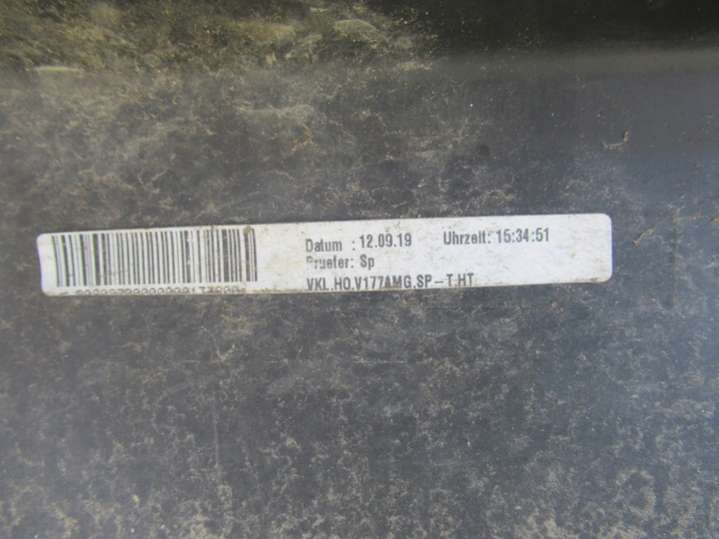 Datum : 12.09.19 Uhrzeit: 15:34:51
Pruefer: Sp
VKL.HO.V177AMG.SP-T.HT